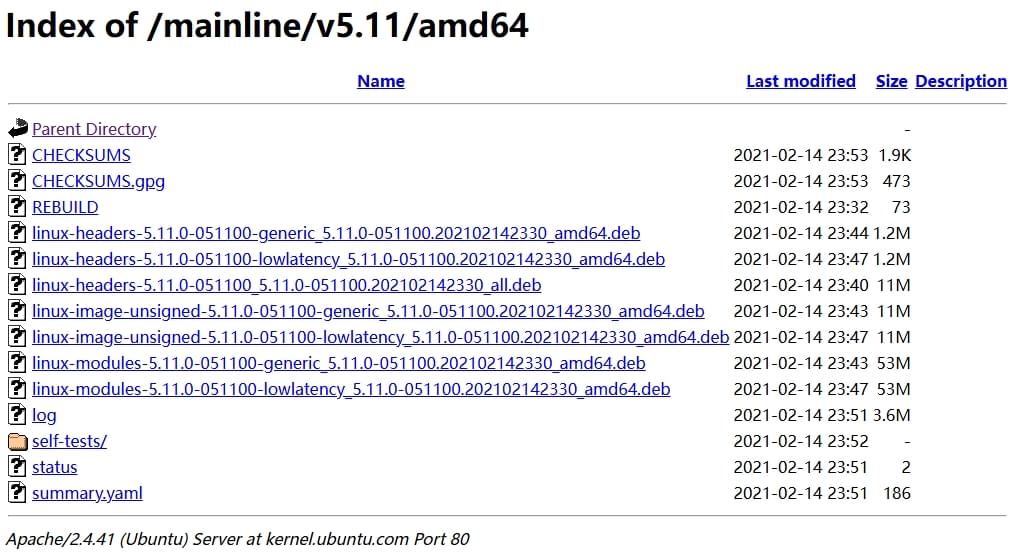 Index of /mainline/v5.11/amd64
Name Last modified Size Description
Parent Directory -
CHECKSUMS 2021-02-14 23:53 1.9K
CHECKSUMS.gpg 2021-02-14 23:53 473
REBUILD 2021-02-14 23:32 73
linux-headers-5.11.0-051100-generic_5.11.0-051100.202102142330_amd64.deb 2021-02-14 23:44 1.2M
linux-headers-5.11.0-051100-lowlatency_5.11.0-051100.202102142330_amd64.deb 2021-02-14 23:47 1.2M
linux-headers-5.11.0-051100_5.11.0-051100.202102142330_all.deb 2021-02-14 23:40 11M
linux-image-unsigned-5.11.0-051100-generic_5.11.0-051100.202102142330_amd64.deb 2021-02-14 23:43 11M
linux-image-unsigned-5.11.0-051100-lowlatency_5.11.0-051100.202102142330_amd64.deb 2021-02-14 23:47 11M
linux-modules-5.11.0-051100-generic_5.11.0-051100.202102142330_amd64.deb 2021-02-14 23:43 53M
linux-modules-5.11.0-051100-lowlatency_5.11.0-051100.202102142330_amd64.deb 2021-02-14 23:47 53M
log 2021-02-14 23:51 3.6M
self-tests/ 2021-02-14 23:52 -
status 2021-02-14 23:51 2
summary.yaml 2021-02-14 23:51 186
Apache/2.4.41 (Ubuntu) Server at kernel.ubuntu.com Port 80